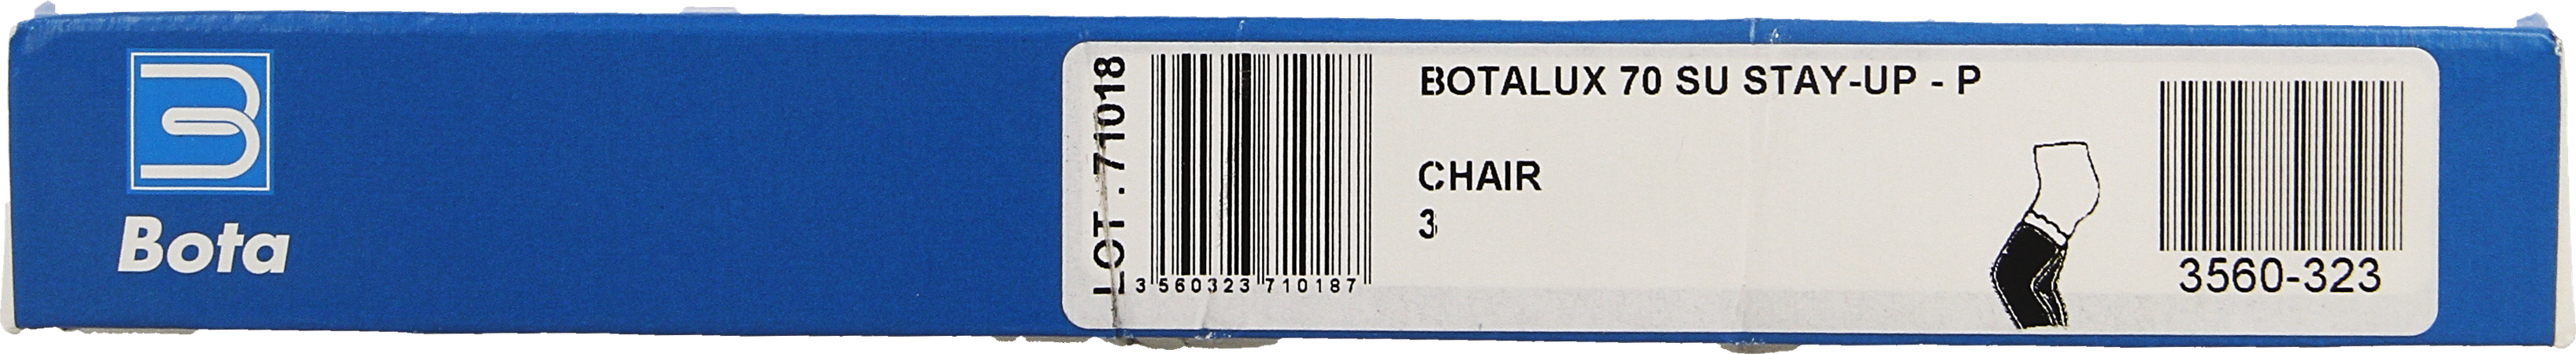 Bota
LOT . 71018
3 560323 710187
BOTALUX 70 SU STAY-UP - P
CHAIR
3
3560-323